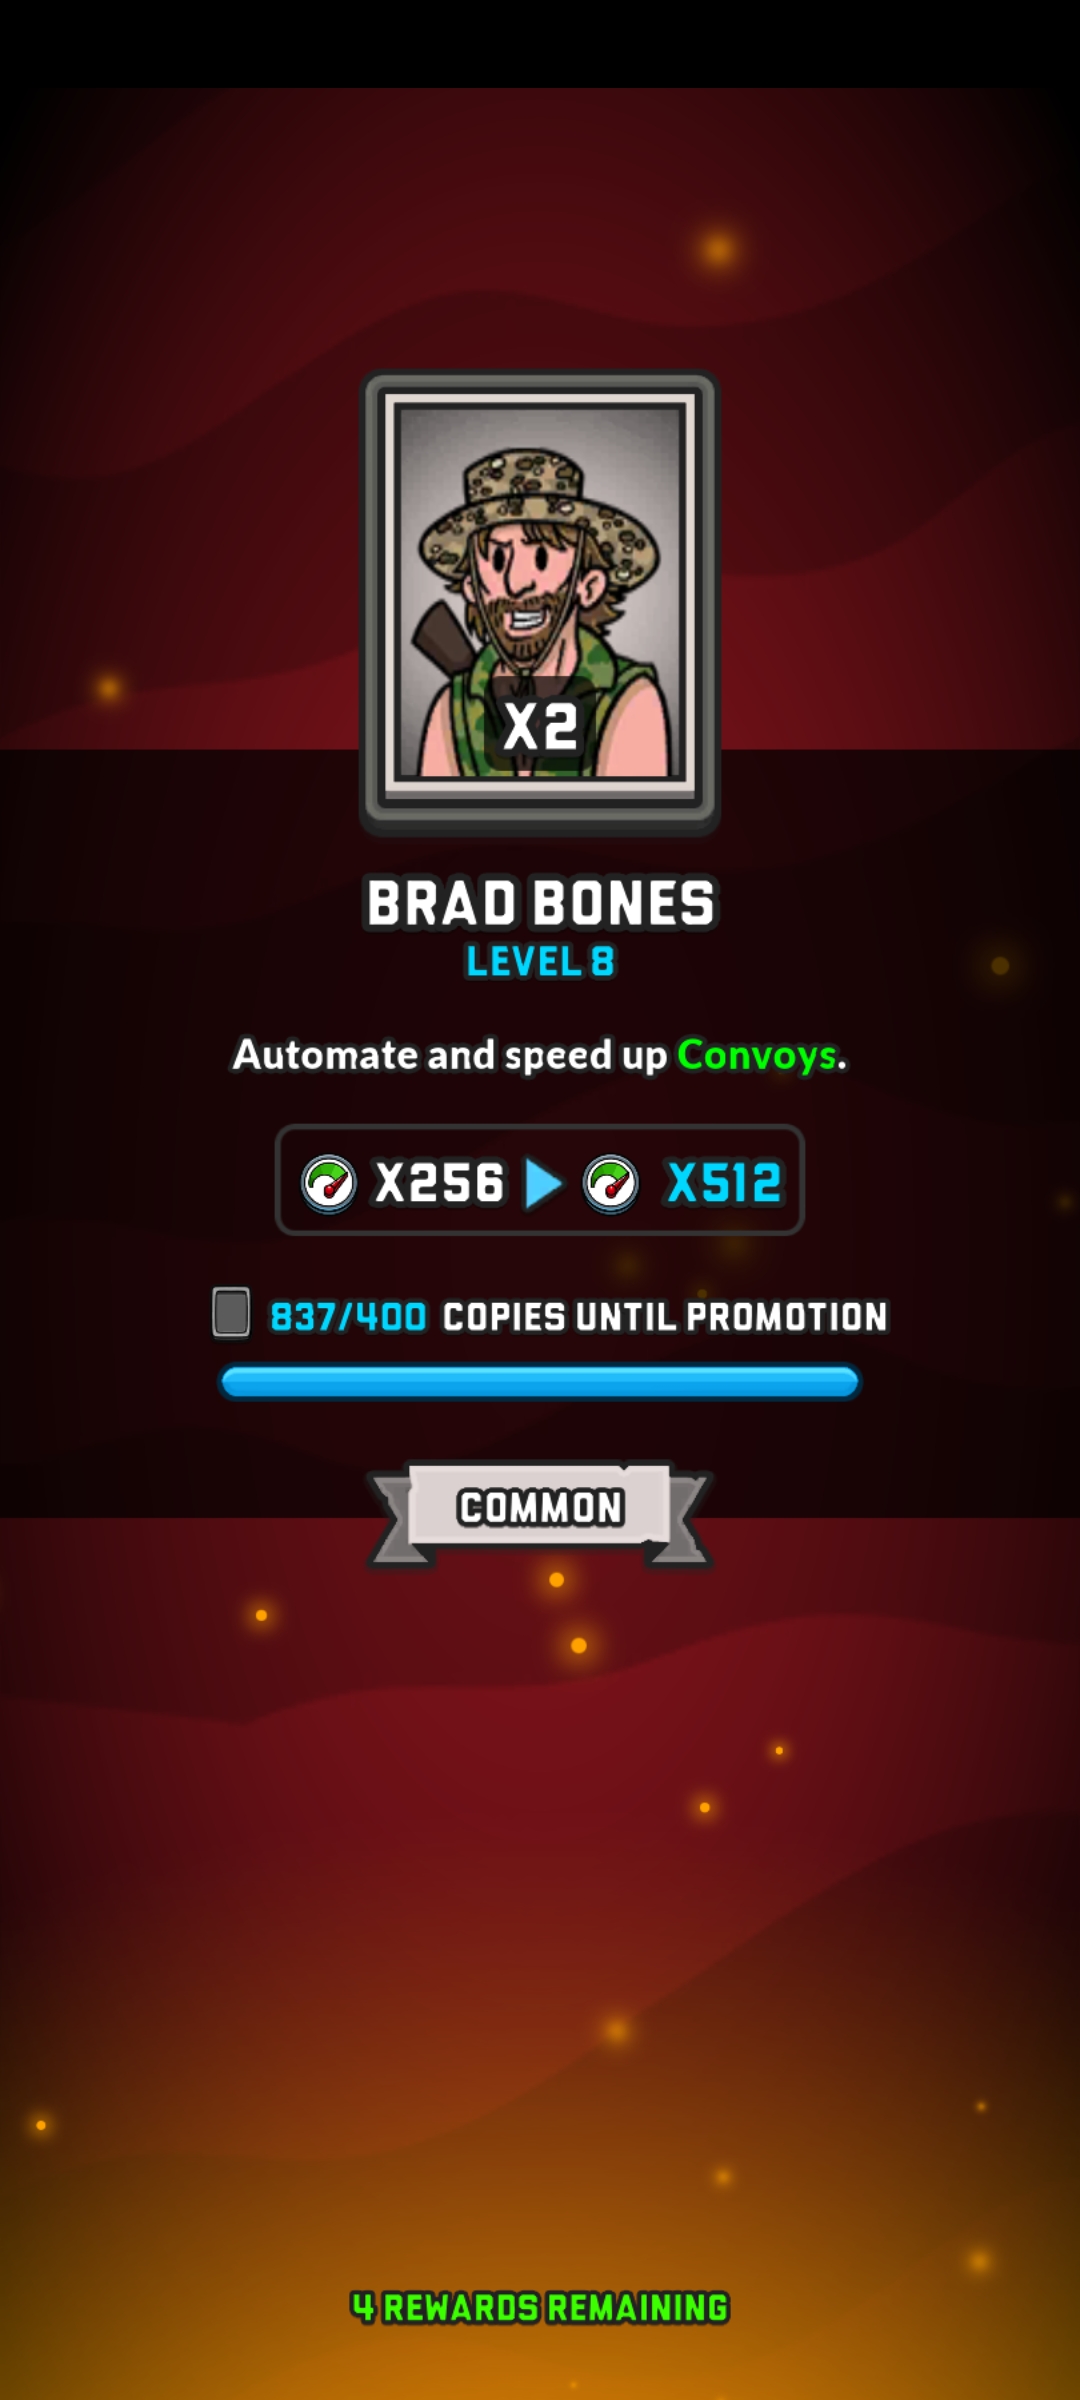 X2
BRAD BONES
LEVEL 8
Automate and speed up Convoys.
X256 X512
837/400 COPIES UNTIL PROMOTION
COMMON
4 REWARDS REMAINING